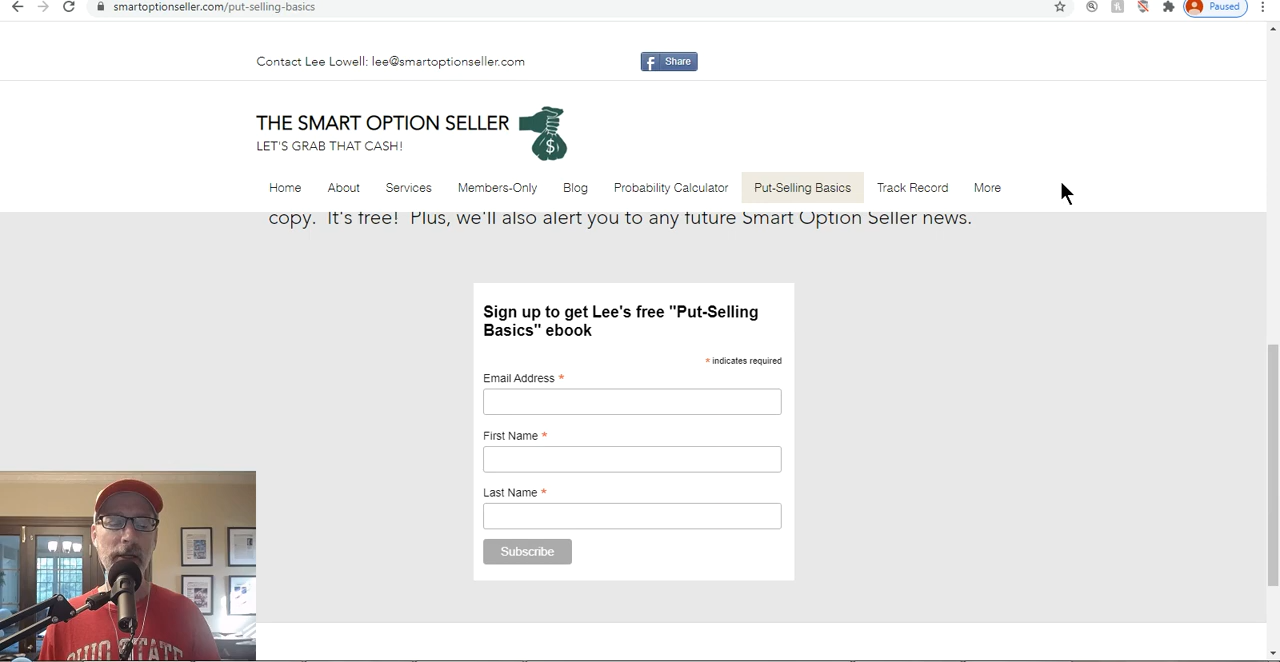 smartoptionseller.com/put-selling-basics
Paused
Contact Lee Lowell: lee@smartoptionseller.com
f Share
THE SMART OPTION SELLER
LET'S GRAB THAT CASH!
$
Home About Services Members-Only Blog Probability Calculator Put-Selling Basics Track Record More
copy. It's free! Plus, we'll also alert you to any future Smart Option Seller news.
Sign up to get Lee's free "Put-Selling
Basics" ebook
* indicates required
Email Address *
First Name *
Last Name *
Subscribe
OHIO STATE